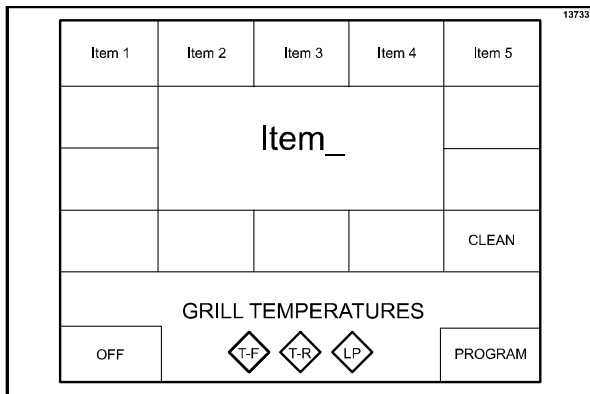 13733
Item 1 Item 2 Item 3 Item 4 Item 5
Item_
CLEAN
GRILL TEMPERATURES
OFF T-F T-R LP PROGRAM